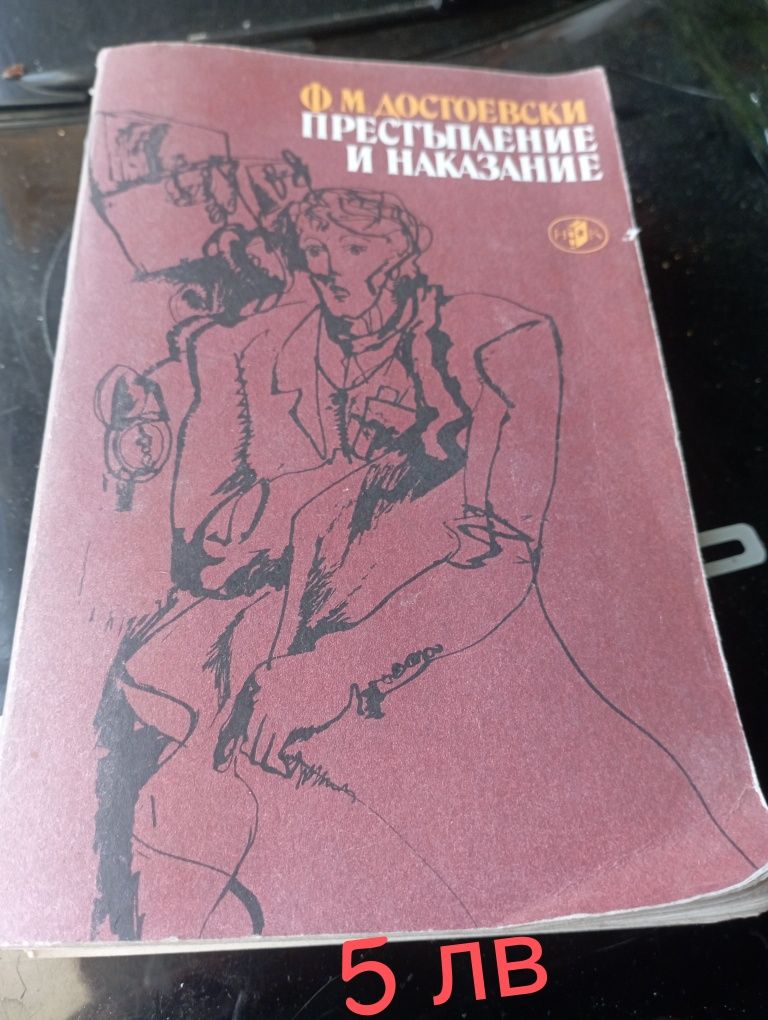 Ф. М. ДОСТОЕВСКИ
ПРЕСТЪПЛЕНИЕ
И НАКАЗАНИЕ
5 лв